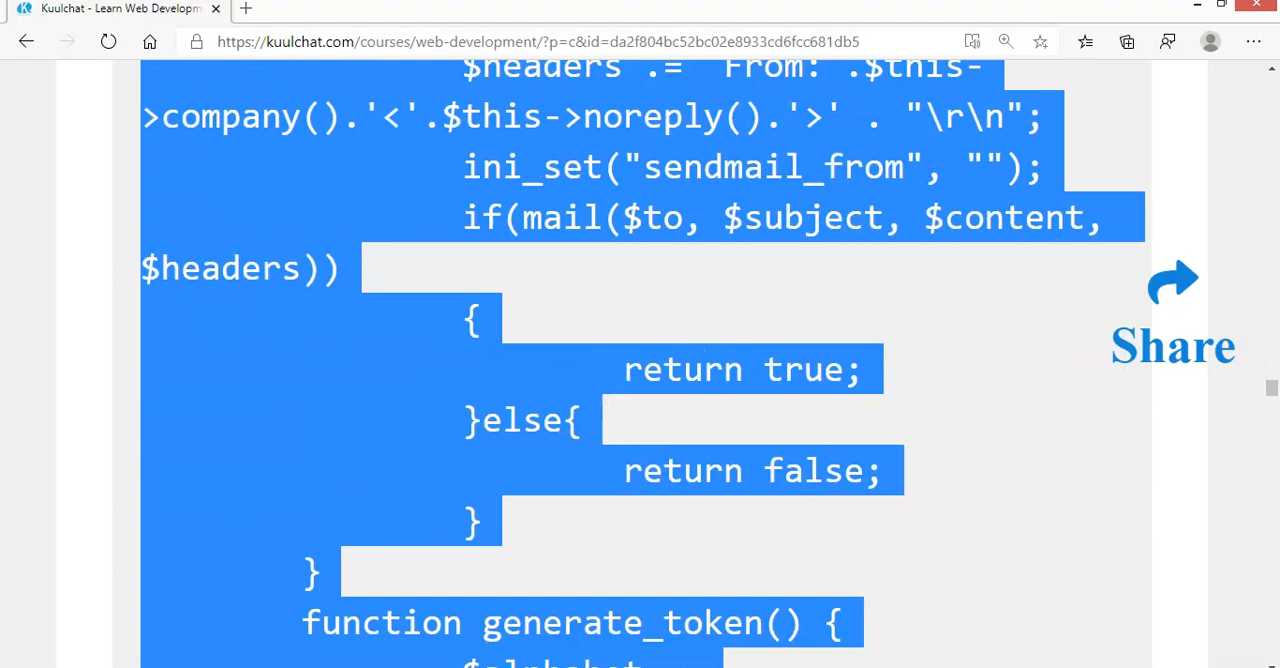 Kuulchat - Learn Web Developm
https://kuulchat.com/courses/web-development/?p=c&id=da2f804bc52bc02e8933cd6fcc681db5
$headers .= From: .$this-
>company().'<'.$this->noreply().'>' . "\r\n";
ini_set("sendmail_from", "");
if(mail($to, $subject, $content,
$headers))
{
return true;
}else{
return false;
}
}
function generate_token() {
$alphabet
Share